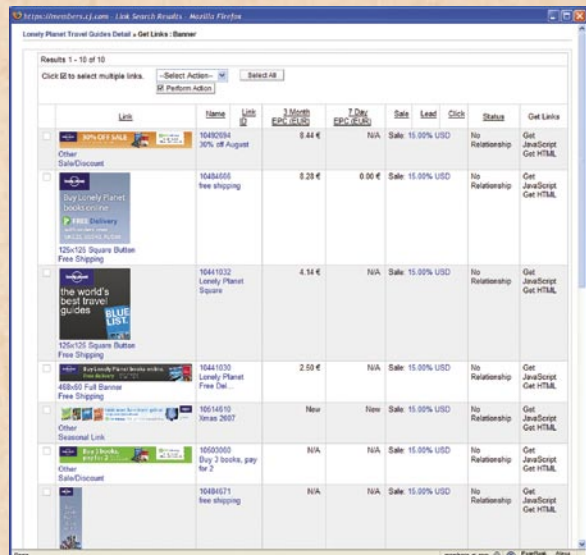 https://members.cj.com - Link Search Results - Mozilla Firefox
Lonely Planet Travel Guides Detail » Get Links : Banner
Results 1 - 10 of 10
Click ☑ to select multiple links. --Select Action-- Select All
Perform Action
Link Name Link ID 3 Month EPC (EUR) 7 Day EPC (EUR) Sale Lead Click Status Get Links
30% OFF SALE
Other
Sale/Discount
10492694
30% off August
8.44 € N/A Sale: 15.00% USD No Relationship Get JavaScript Get HTML
Buy Lonely Planet
books online
FREE Delivery
125x125 Square Button
Free Shipping
10484666
free shipping
8.28 € 0.00 € Sale: 15.00% USD No Relationship Get JavaScript Get HTML
the world's
best travel
guides
BLUE
LIST.
125x125 Square Button
Free Shipping
10441032
Lonely Planet
Square
4.14 € N/A Sale: 15.00% USD No Relationship Get JavaScript Get HTML
Buy Lonely Planet books online
Free delivery
468x60 Full Banner
Free Shipping
10441030
Lonely Planet
Free Del...
2.50 € N/A Sale: 15.00% USD No Relationship Get JavaScript Get HTML
Other
Seasonal Link
10514610
Xmas 2007
New New Sale: 15.00% USD No Relationship Get JavaScript Get HTML
Buy 3 books,
pay for 2
Other
Sale/Discount
10503060
Buy 3 books, pay
for 2
N/A N/A Sale: 15.00% USD No Relationship Get JavaScript Get HTML
10484671
free shipping
N/A N/A Sale: 15.00% USD No Relationship Get JavaScript Get HTML